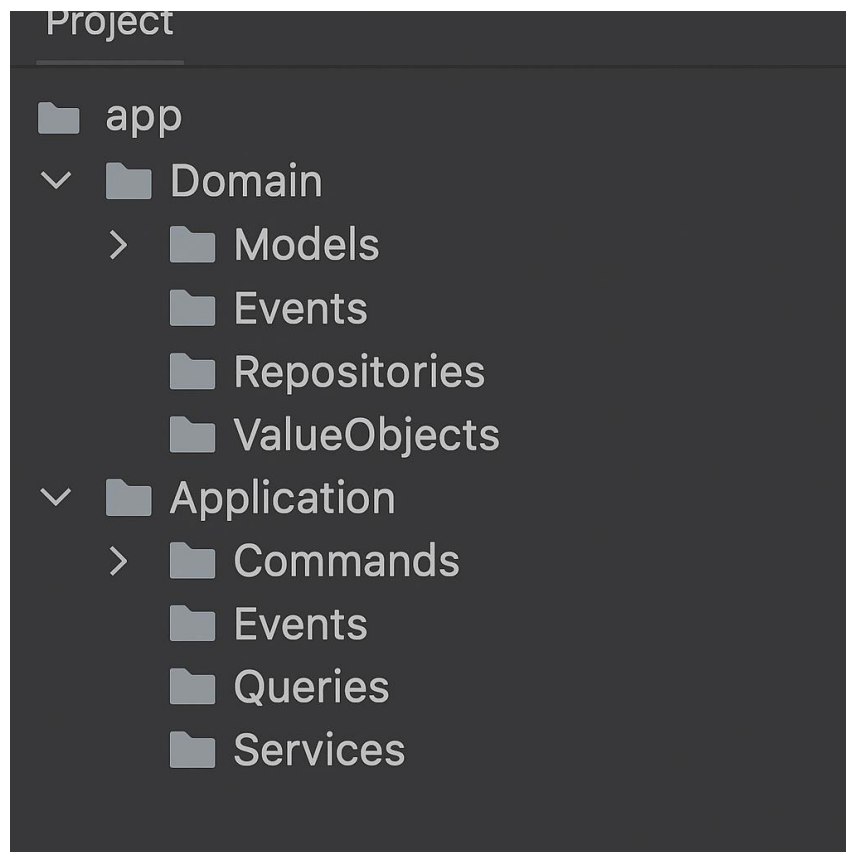 Project
app
Domain
Models
Events
Repositories
ValueObjects
Application
Commands
Events
Queries
Services